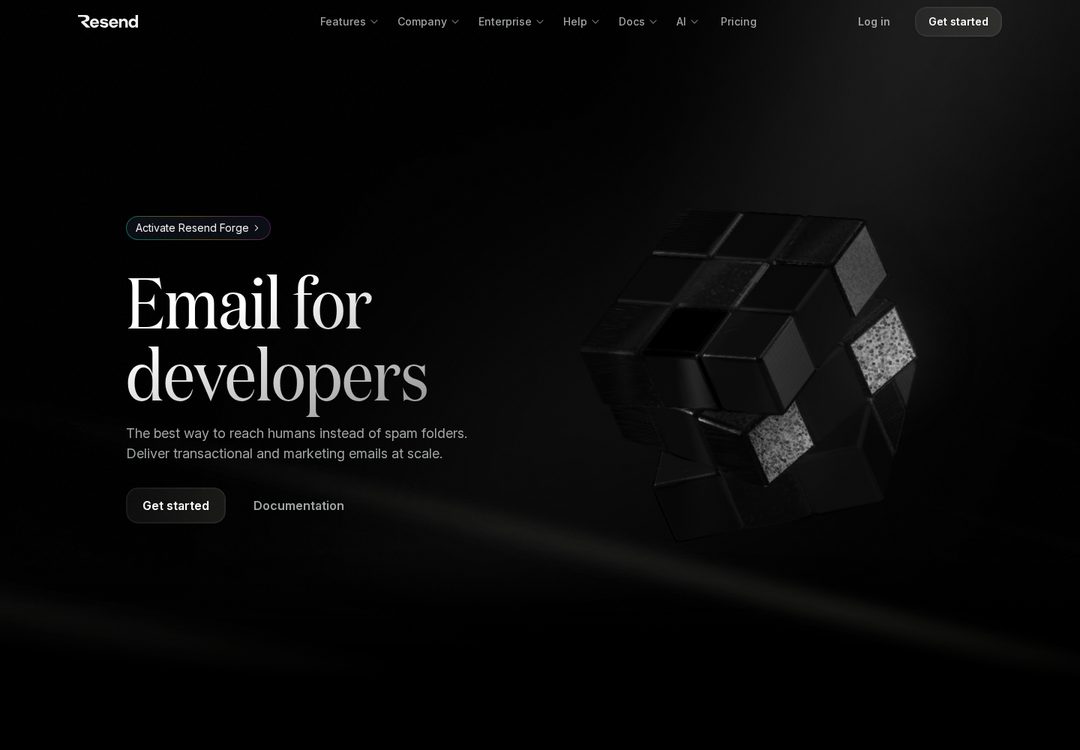 Resend
Features
Company
Enterprise
Help
Docs
AI
Pricing
Log in
Get started
Activate Resend Forge
Email for
developers
The best way to reach humans instead of spam folders.
Deliver transactional and marketing emails at scale.
Get started
Documentation